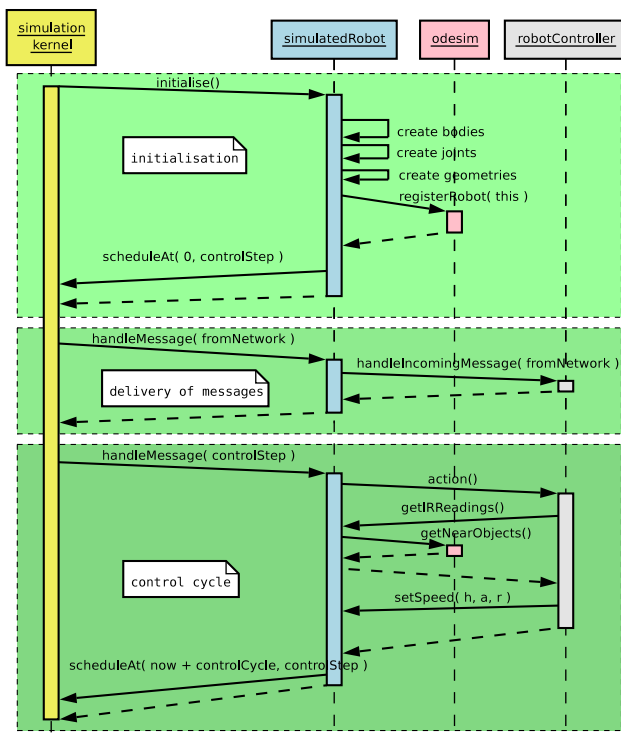 simulation
kernel
simulatedRobot
odesim
robotController
initialise()
create bodies
initialisation
create joints
create geometries
registerRobot( this )
scheduleAt( 0, controlStep )
handleMessage( fromNetwork )
handleIncomingMessage( fromNetwork )
delivery of messages
handleMessage( controlStep )
action()
getIRReadings()
getNearObjects()
control cycle
setSpeed( h, a, r )
scheduleAt( now + controlCycle, controlStep )